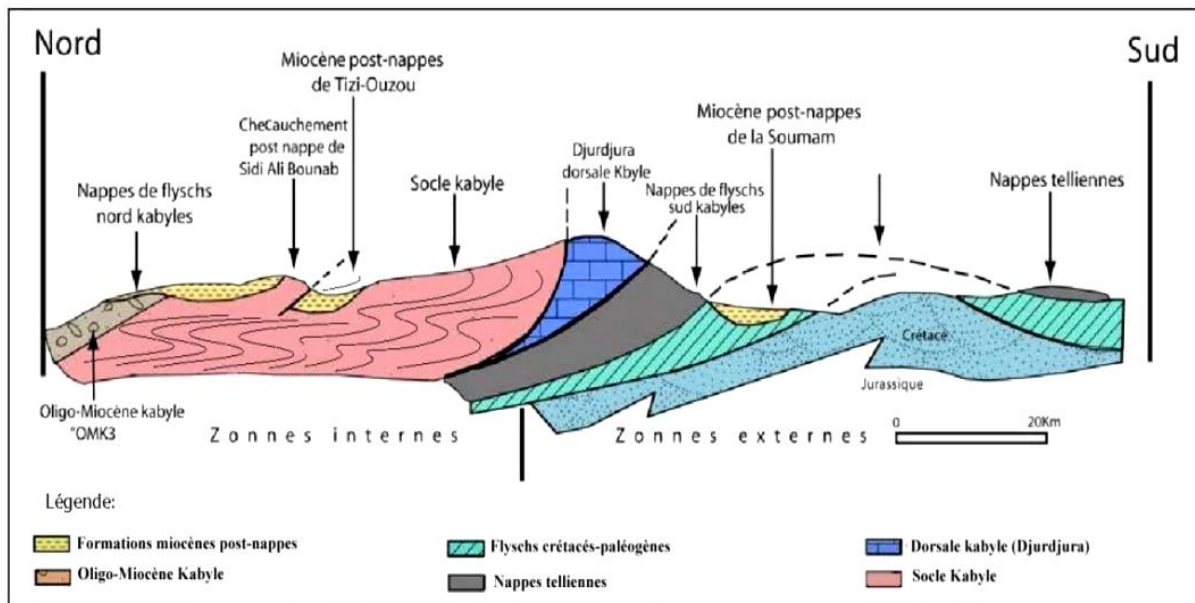 Nord
Sud
Miocène post-nappes
de Tizi-Ouzou
CheCauchement
post nappe de
Sidi Ali Bounab
Nappes de flyschs
nord kabyles
Socle kabyle
Djurdjura
dorsale Kbyle
Nappes de flyschs
sud kabyles
Miocène post-nappes
de la Soumam
Nappes telliennes
Crétacé
Jurassique
Oligo-Miocène kabyle
"OMK3
Zonnes internes
Zonnes externes
0 20Km
Légende:
Formations miocènes post-nappes
Flyschs crétacés-paléogènes
Dorsale kabyle (Djurdjura)
Oligo-Miocène Kabyle
Nappes telliennes
Socle Kabyle